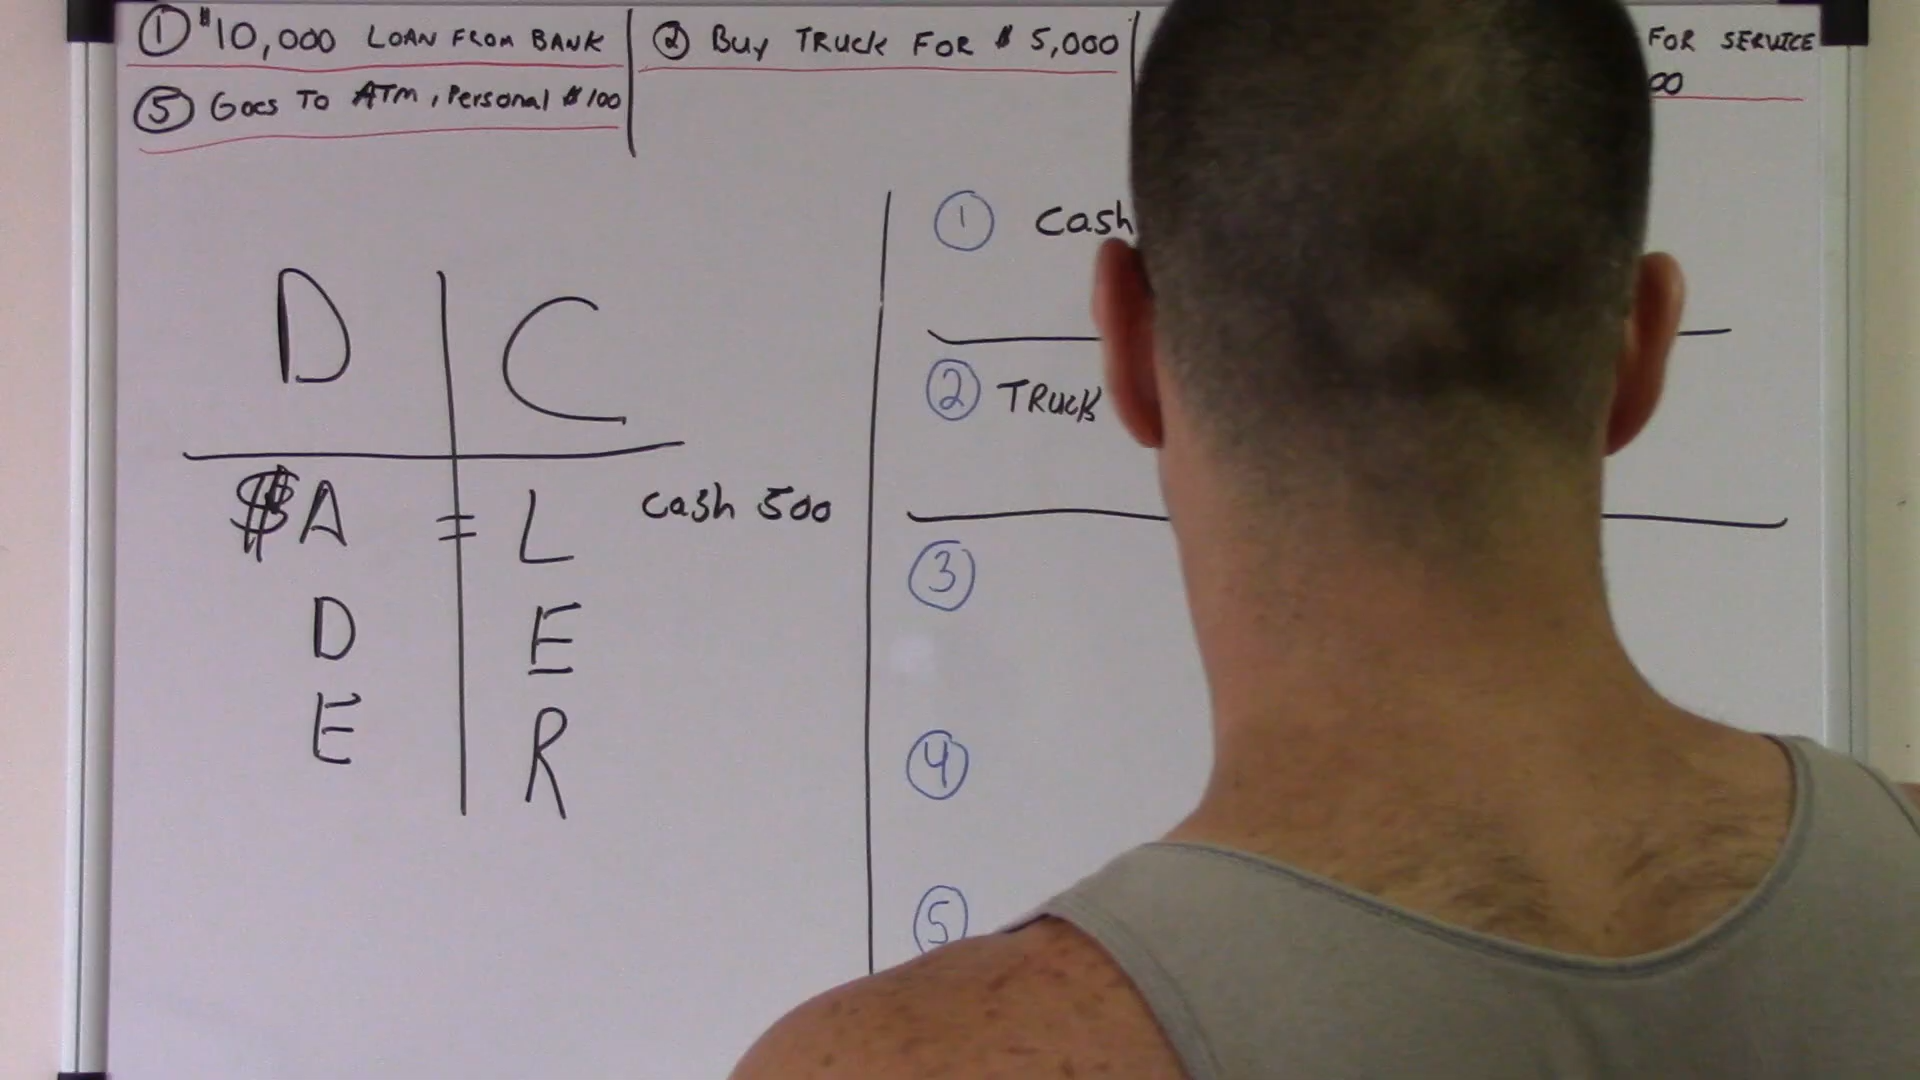 ① $10,000 LOAN FROM BANK
② Buy TRUCK FOR $ 5,000
FOR SERVICE
00
⑤ Goes To ATM, Personal $100
D C
$A = L
D E
E R
Cash 500
① Cash
② TRUCK
③
④
⑤